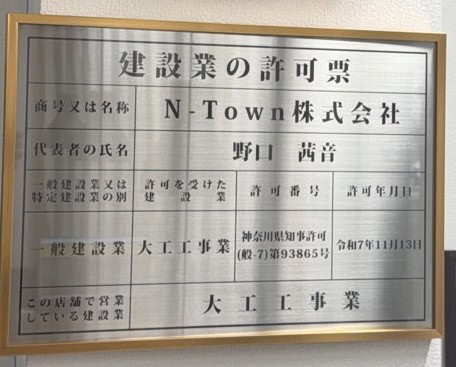 建設業の許可票
商号又は名称
N-Town株式会社
代表者の氏名
野口 茜音
一般建設業又は
特定建設業の別
許可を受けた
建設業
許可番号
許可年月日
一般建設業
大工工事業
神奈川県知事許可
(般-7)第93865号
令和7年11月13日
この店舗で営業
している建設業
大工工事業